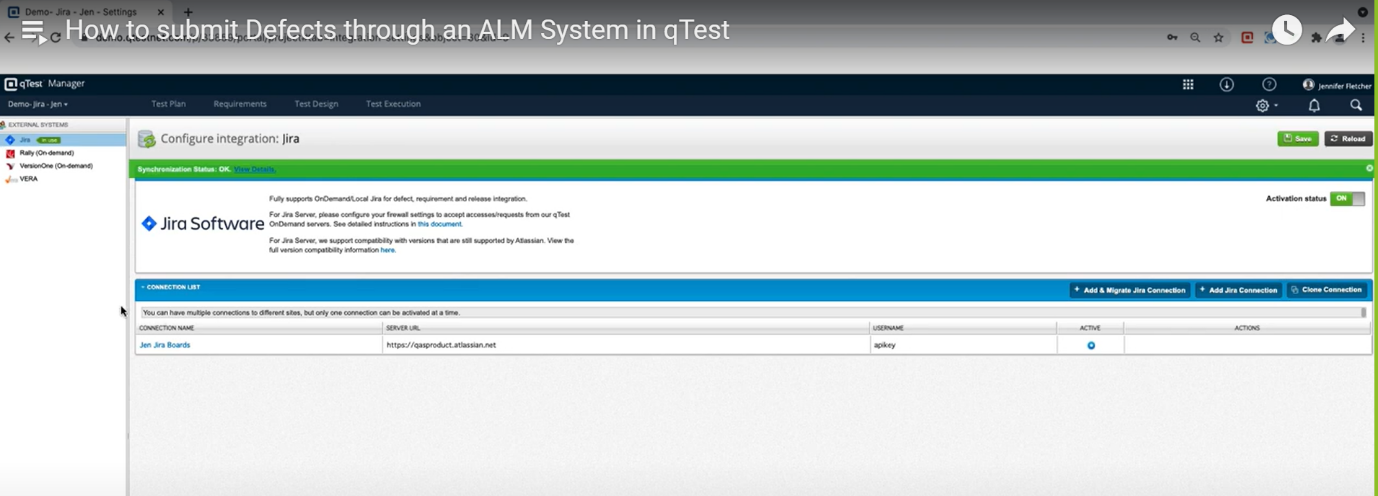 Demo- Jira - Jen - Settings
How to submit Defects through an ALM System in qTest
qTest Manager
Jennifer Fletcher
Demo- Jira - Jen
Test Plan Requirements Test Design Test Execution
EXTERNAL SYSTEMS
Jira IN USE
Rally (On-demand)
VersionOne (On-demand)
VERA
Configure integration: Jira
Save Reload
Synchronization Status: OK. View Details.
Fully supports OnDemand/Local Jira for defect, requirement and release integration.
Activation status ON
Jira Software
For Jira Server, please configure your firewall settings to accept accesses/requests from our qTest
OnDemand servers. See detailed instructions in this document.
For Jira Server, we support compatibility with versions that are still supported by Atlassian. View the
full version compatibility information here.
CONNECTION LIST
+ Add & Migrate Jira Connection + Add Jira Connection Clone Connection
You can have multiple connections to different sites, but only one connection can be activated at a time.
CONNECTION NAME SERVER URL USERNAME ACTIVE ACTIONS
Jen Jira Boards https://qasproduct.atlassian.net apikey